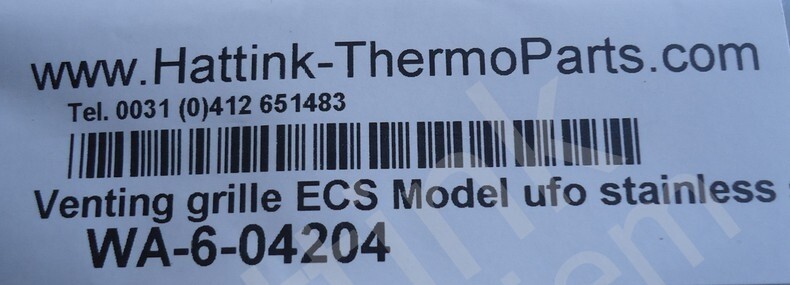 www.Hattink-ThermoParts.com
Tel. 0031 (0)412 651483
Venting grille ECS Model ufo stainless
WA-6-04204